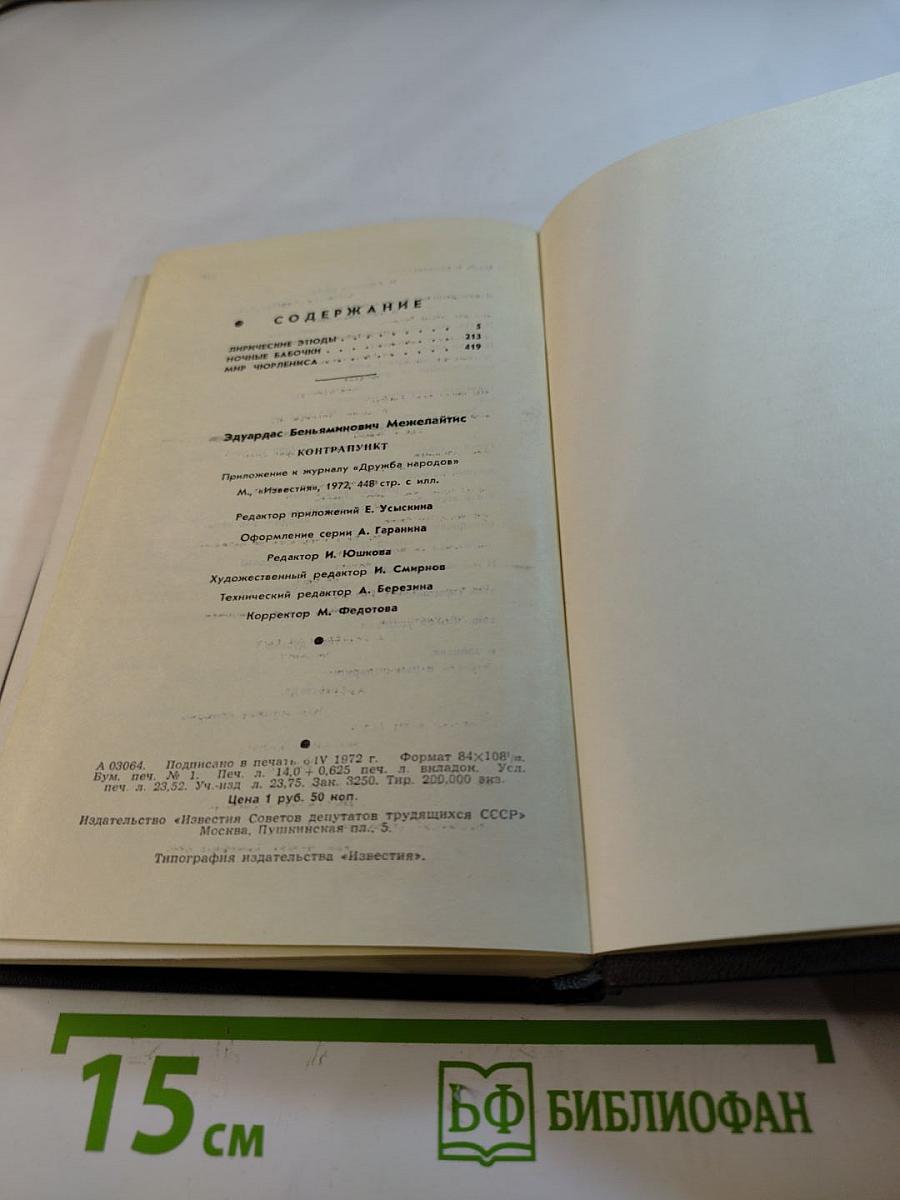 СОДЕРЖАНИЕ
ЛИРИЧЕСКИЕ ЭТЮДЫ . . . . . . . . 5
НОЧНЫЕ БАБОЧКИ . . . . . . . . 213
МИР ЧЮРЛЕНИСА . . . . . . . . 419
Эдуардас Беньяминович Межелайтис
КОНТРАПУНКТ
Приложение к журналу «Дружба народов»
М., «Известия», 1972, 448 стр. с илл.
Редактор приложений Е. Усыскина
Оформление серии А. Гаранина
Редактор И. Юшкова
Художественный редактор И. Смирнов
Технический редактор А. Березина
Корректор М. Федотова
А 03064. Подписано в печать IV 1972 г. Формат 84×108¹/₃₂.
Бум. печ. № 1. Печ. л. 14,0 + 0,625 печ. л. вкладок. Усл.
печ л. 23,52. Уч.-изд л. 23,75. Зак. 3250. Тир. 200,000 экз.
Цена 1 руб. 50 коп.
Издательство «Известия Советов депутатов трудящихся СССР»
Москва, Пушкинская пл., 5.
Типография издательства «Известия».
15 см
БФ БИБЛИОФАН